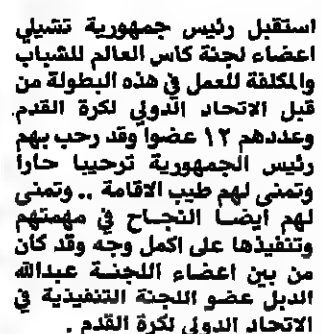 استقبل رئيس جمهورية تشيلي
اعضاء لجنة كاس العالم للشباب
والمكلفة للعمل في هذه البطولة من
قبل الاتحاد الدولي لكرة القدم.
وعددهم ١٢ عضوا وقد رحب بهم
رئيس الجمهورية ترحيبا حارا
وتمنى لهم طيب الاقامة .. وتمنى
لهم ايضا النجاح في مهمتهم
وتنفيذها على اكمل وجه وقد كان
من بين اعضاء اللجنة عبدالله
الدبل عضو اللجنة التنفيذية في
الاتحاد الدولي لكرة القدم .